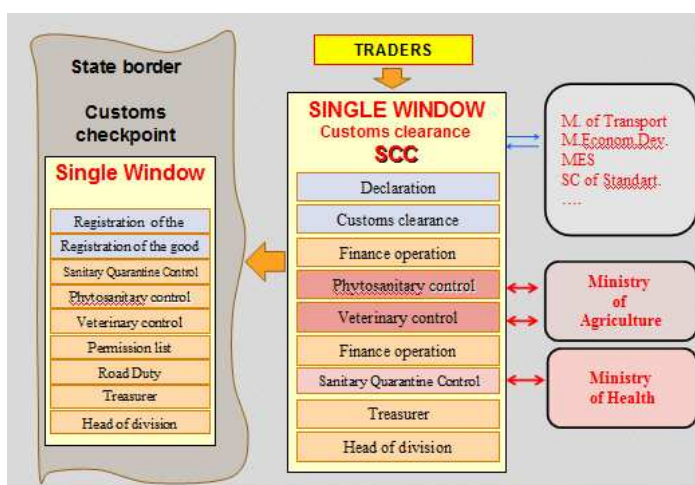 State border
Customs
checkpoint
Single Window
Registration of the
Registration of the good
Sanitary Quarantine Control
Phytosanitary control
Veterinary control
Permission list
Road Duty
Treasurer
Head of division
TRADERS
SINGLE WINDOW
Customs clearance
SCC
Declaration
Customs clearance
Finance operation
Phytosanitary control
Veterinary control
Finance operation
Sanitary Quarantine Control
Treasurer
Head of division
M. of Transport
M.Econom.Dev.
MES
SC of Standart.
....
Ministry
of
Agriculture
Ministry
of Health